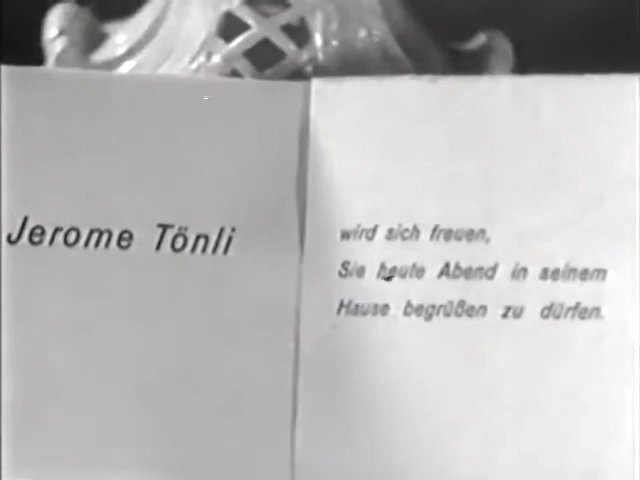 Jerome Tönli
wird sich freuen,
Sie heute Abend in seinem
Hause begrüßen zu dürfen.